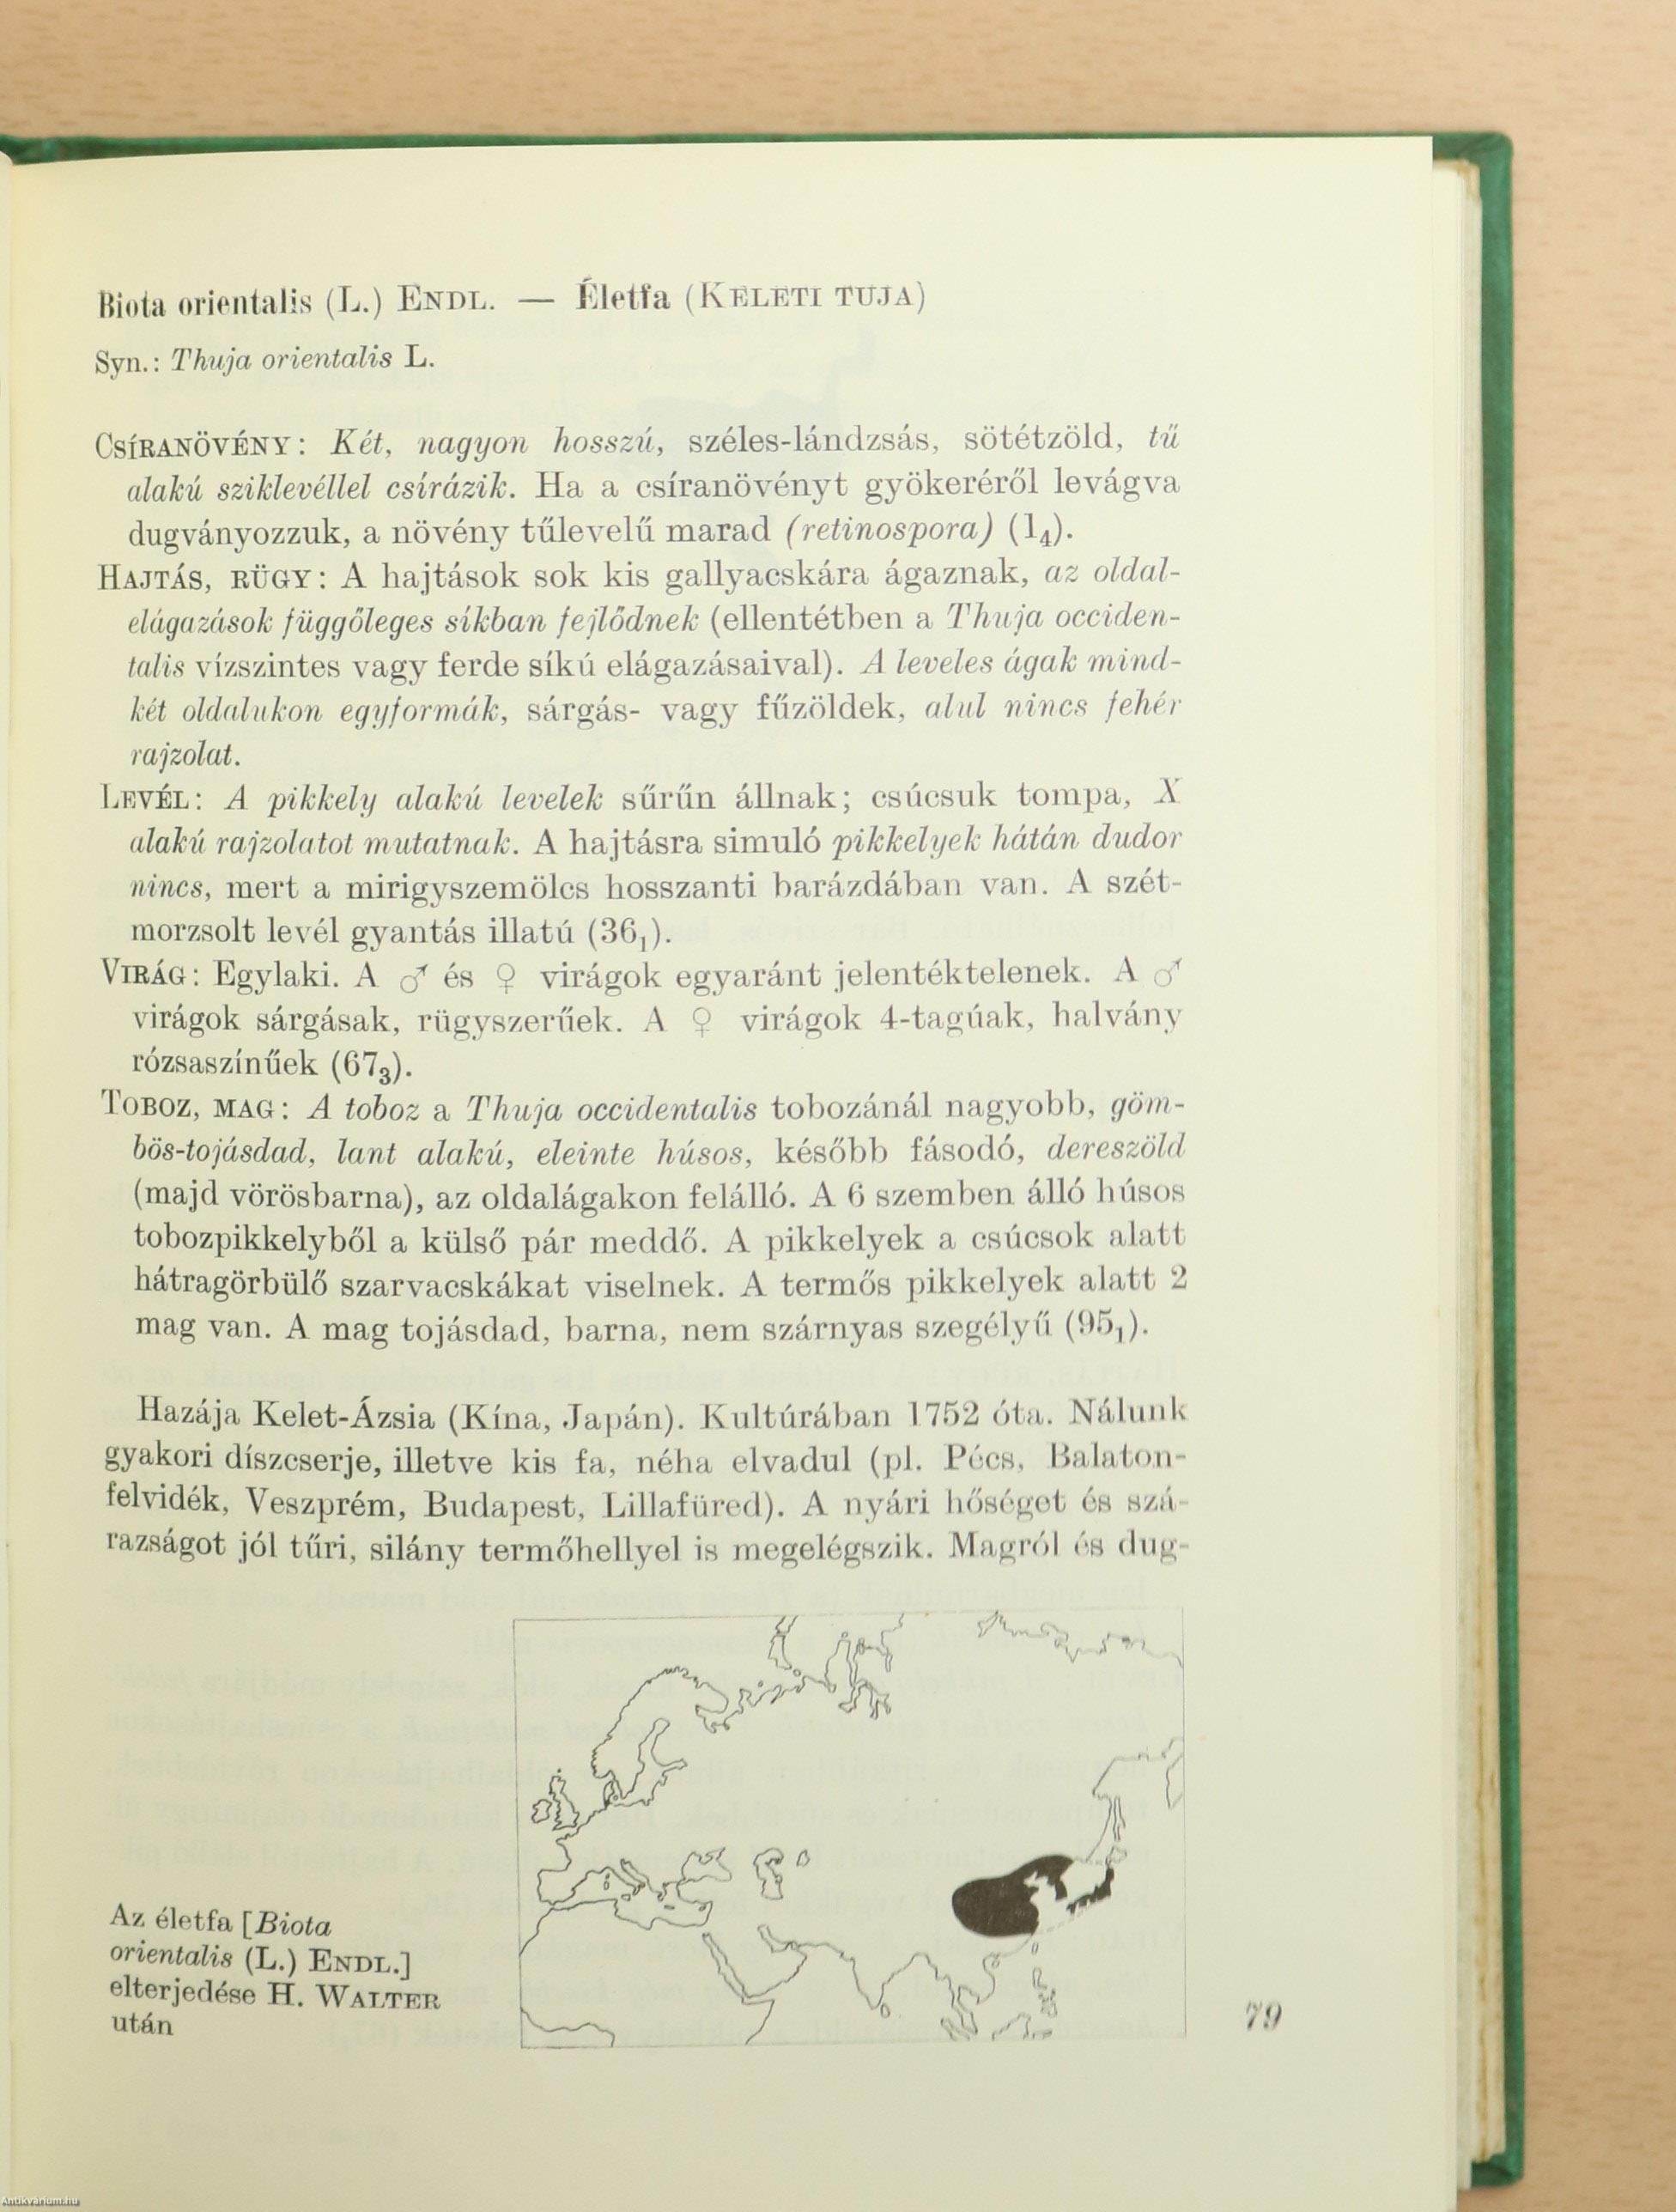 Biota orientalis (L.) ENDL. — Életfa (KELETI TUJA)
Syn.: Thuja orientalis L.
CSÍRANÖVÉNY: Két, nagyon hosszú, széles-lándzsás, sötétzöld, tű
alakú sziklevéllel csírázik. Ha a csíranövényt gyökeréről levágva
dugványozzuk, a növény tűlevelű marad (retinospora) (1₄).
HAJTÁS, RÜGY: A hajtások sok kis gallyacskára ágaznak, az oldal-
elágazások függőleges síkban fejlődnek (ellentétben a Thuja occiden-
talis vízszintes vagy ferde síkú elágazásaival). A leveles ágak mind-
két oldalukon egyformák, sárgás- vagy fűzöldek, alul nincs fehér
rajzolat.
LEVÉL: A pikkely alakú levelek sűrűn állnak; csúcsuk tompa, X
alakú rajzolatot mutatnak. A hajtásra simuló pikkelyek hátán dudor
nincs, mert a mirigyszemölcs hosszanti barázdában van. A szét-
morzsolt levél gyantás illatú (36₁).
VIRÁG: Egylaki. A ♂ és ♀ virágok egyaránt jelentéktelenek. A ♂
virágok sárgásak, rügyszerűek. A ♀ virágok 4-tagúak, halvány
rózsaszínűek (67₃).
TOBOZ, MAG: A toboz a Thuja occidentalis tobozánál nagyobb, göm-
bös-tojásdad, lant alakú, eleinte húsos, később fásodó, dereszöld
(majd vörösbarna), az oldalágakon felálló. A 6 szemben álló húsos
tobozpikkelyből a külső pár meddő. A pikkelyek a csúcsok alatt
hátragörbülő szarvacskákat viselnek. A termős pikkelyek alatt 2
mag van. A mag tojásdad, barna, nem szárnyas szegélyű (95₁).
Hazája Kelet-Ázsia (Kína, Japán). Kultúrában 1752 óta. Nálunk
gyakori díszcserje, illetve kis fa, néha elvadul (pl. Pécs, Balaton-
felvidék, Veszprém, Budapest, Lillafüred). A nyári hőséget és szá-
razságot jól tűri, silány termőhellyel is megelégszik. Magról és dug-
Az életfa [Biota
orientalis (L.) ENDL.]
elterjedése H. WALTER
után
79
Antikvarium.hu